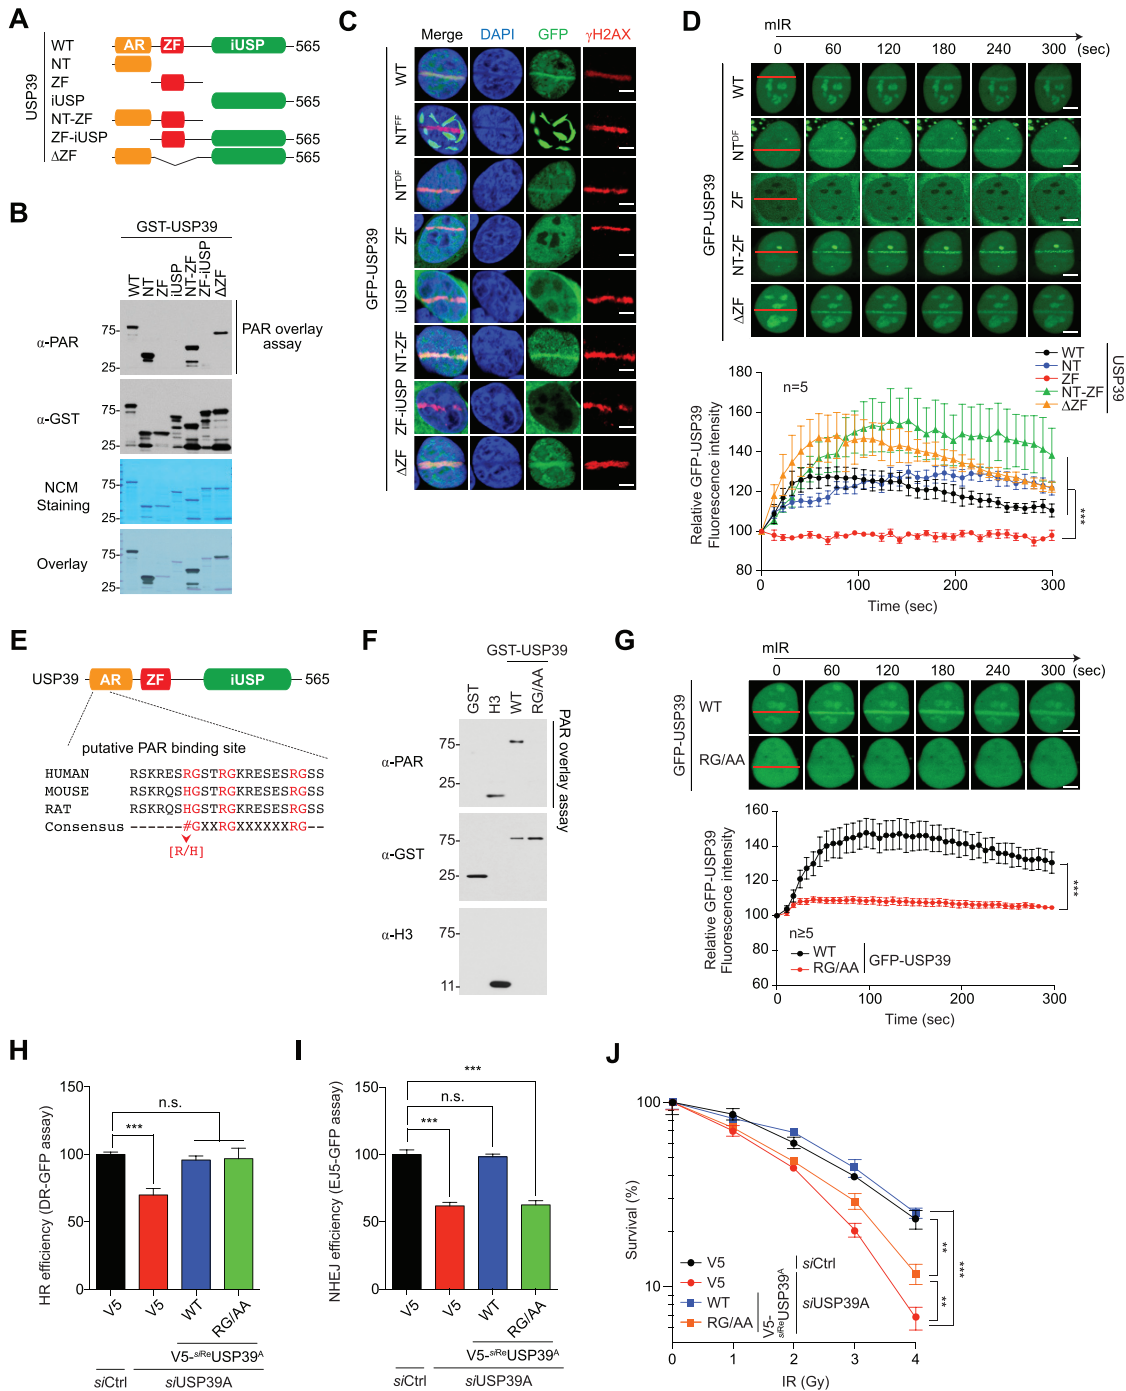 A
USP39
WT
AR
ZF
iUSP
565
NT
ZF
iUSP
565
NT-ZF
ZF-iUSP
565
ΔZF
565
B
GST-USP39
WT
NT
ZF
iUSP
NT-ZF
ZF-iUSP
ΔZF
α-PAR
75-
25-
PAR overlay
assay
α-GST
75-
25-
NCM
Staining
75-
25-
Overlay
75-
25-
C
Merge
DAPI
GFP
γH2AX
GFP-USP39
WT
NTᶠᶠ
NTᴰᶠ
ZF
iUSP
NT-ZF
ZF-iUSP
ΔZF
D
mIR
0 60 120 180 240 300 (sec)
GFP-USP39
WT
NTᴰᶠ
ZF
NT-ZF
ΔZF
WT
NT
ZF
NT-ZF
ΔZF
USP39
n=5
Relative GFP-USP39
Fluorescence intensity
180
160
140
120
100
80
***
0 100 200 300
Time (sec)
E
USP39
AR
ZF
iUSP
565
putative PAR binding site
HUMAN RSKRESRGSTRGKRESESRGSS
MOUSE RSKRQSHGSTRGKRESESRGSS
RAT RSKRQSHGSTRGKRESESRGSS
Consensus ------#GXXRGXXXXXXRG--
[R/H]
F
GST-USP39
GST
H3
WT
RG/AA
α-PAR
75-
25-
PAR overlay assay
α-GST
75-
25-
α-H3
75-
11-
G
mIR
0 60 120 180 240 300 (sec)
GFP-USP39
WT
RG/AA
Relative GFP-USP39
Fluorescence intensity
160
140
120
100
80
60
***
n≥5
WT
RG/AA
GFP-USP39
0 100 200 300
Time (sec)
H
HR efficiency (DR-GFP assay)
150
100
50
0
n.s.
***
V5
V5
WT
RG/AA
V5-siReUSP39ᴬ
siCtrl
siUSP39A
I
NHEJ efficiency (EJ5-GFP assay)
150
100
50
0
***
n.s.
***
V5
V5
WT
RG/AA
V5-siReUSP39ᴬ
siCtrl
siUSP39A
J
Survival (%)
100
10
V5
V5
WT
RG/AA
V5-siReUSP39ᴬ
siCtrl
siUSP39A
**
**
***
0 1 2 3 4
IR (Gy)